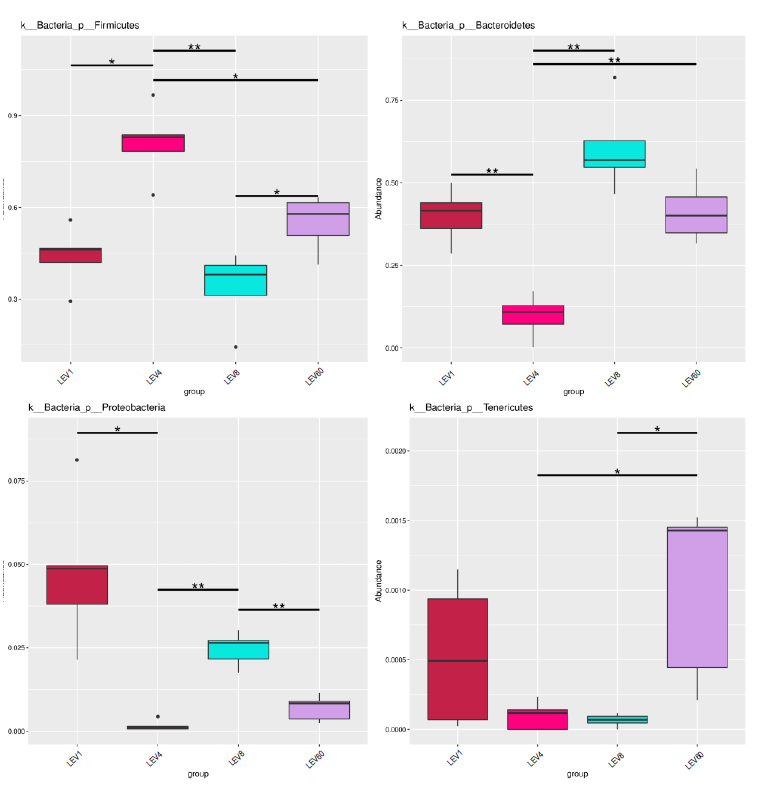 k__Bacteria_p__Firmicutes
**
*
*
*
0.9
0.6
0.3
LEV1
LEV4
LEV8
LEV60
group
k__Bacteria_p__Bacteroidetes
**
**
**
0.75
0.50
0.25
0.00
Abundance
LEV1
LEV4
LEV8
LEV60
group
k__Bacteria_p__Proteobacteria
*
**
**
0.075
0.050
0.025
0.000
LEV1
LEV4
LEV8
LEV60
group
k__Bacteria_p__Tenericutes
*
*
0.0020
0.0015
0.0010
0.0005
0.0000
Abundance
LEV1
LEV4
LEV8
LEV60
group